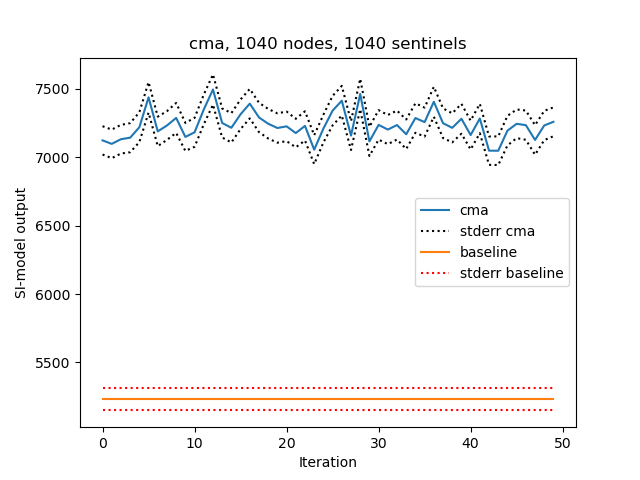 cma, 1040 nodes, 1040 sentinels
7500
7000
6500
6000
5500
SI-model output
cma
stderr cma
baseline
stderr baseline
0 10 20 30 40 50
Iteration